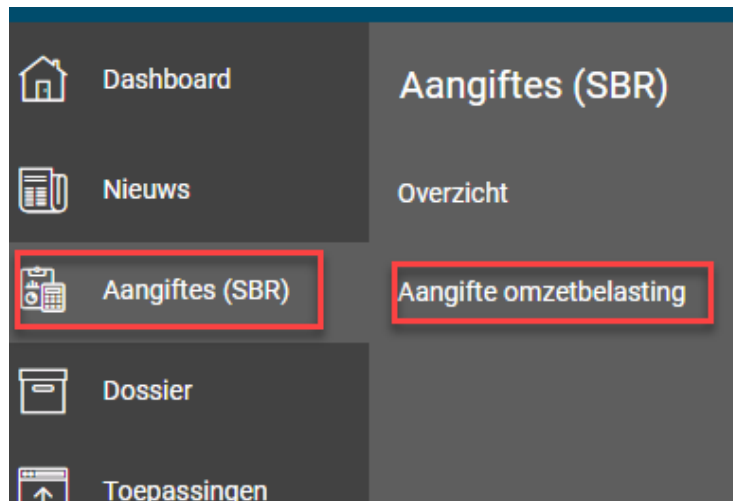 Dashboard
Nieuws
Aangiftes (SBR)
Dossier
Toepassingen
Aangiftes (SBR)
Overzicht
Aangifte omzetbelasting